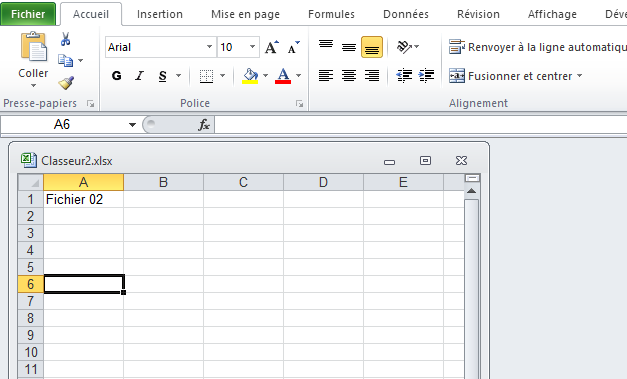 Fichier Accueil Insertion Mise en page Formules Données Révision Affichage Déve
Arial 10 A A Renvoyer à la ligne automatiqu
Coller G I S A Fusionner et centrer
Presse-papiers Police Alignement
A6 fx
Classeur2.xlsx
A B C D E
1 Fichier 02
2
3
4
5
6
7
8
9
10
11